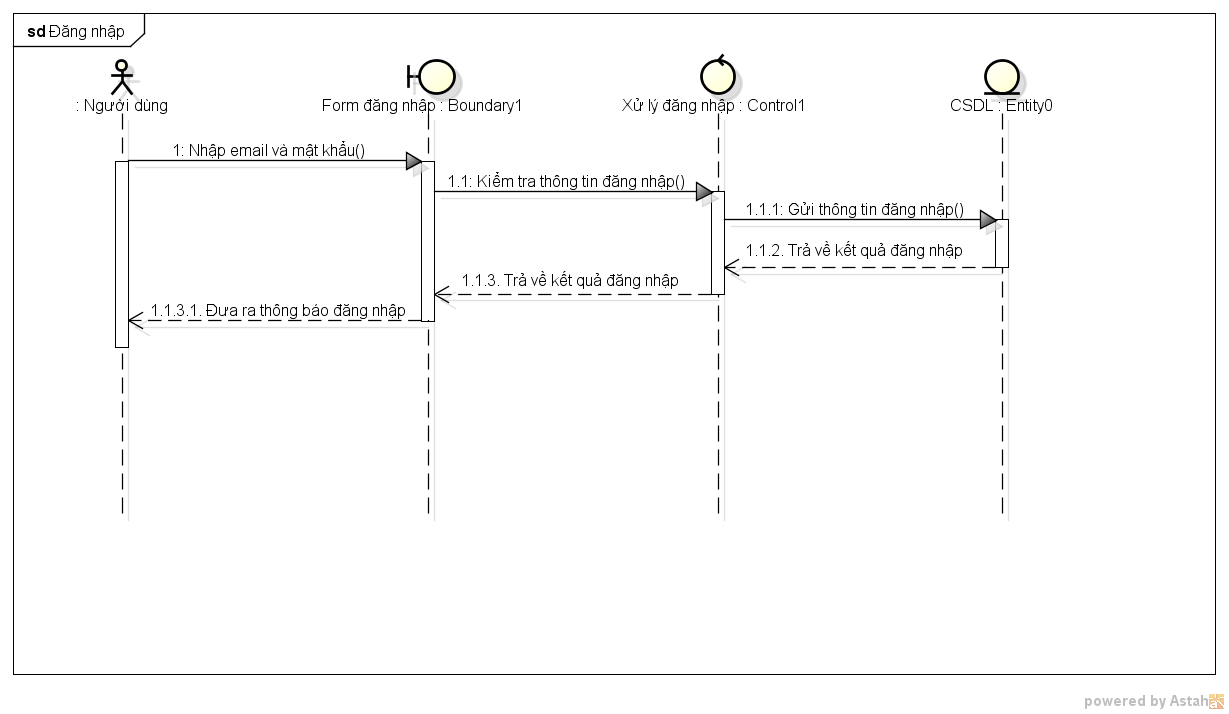 sd Đăng nhập
: Người dùng
Form đăng nhập : Boundary1
Xử lý đăng nhập : Control1
CSDL : Entity0
1: Nhập email và mật khẩu()
1.1: Kiểm tra thông tin đăng nhập()
1.1.1: Gửi thông tin đăng nhập()
1.1.2. Trả về kết quả đăng nhập
1.1.3. Trả về kết quả đăng nhập
1.1.3.1. Đưa ra thông báo đăng nhập
powered by Astah